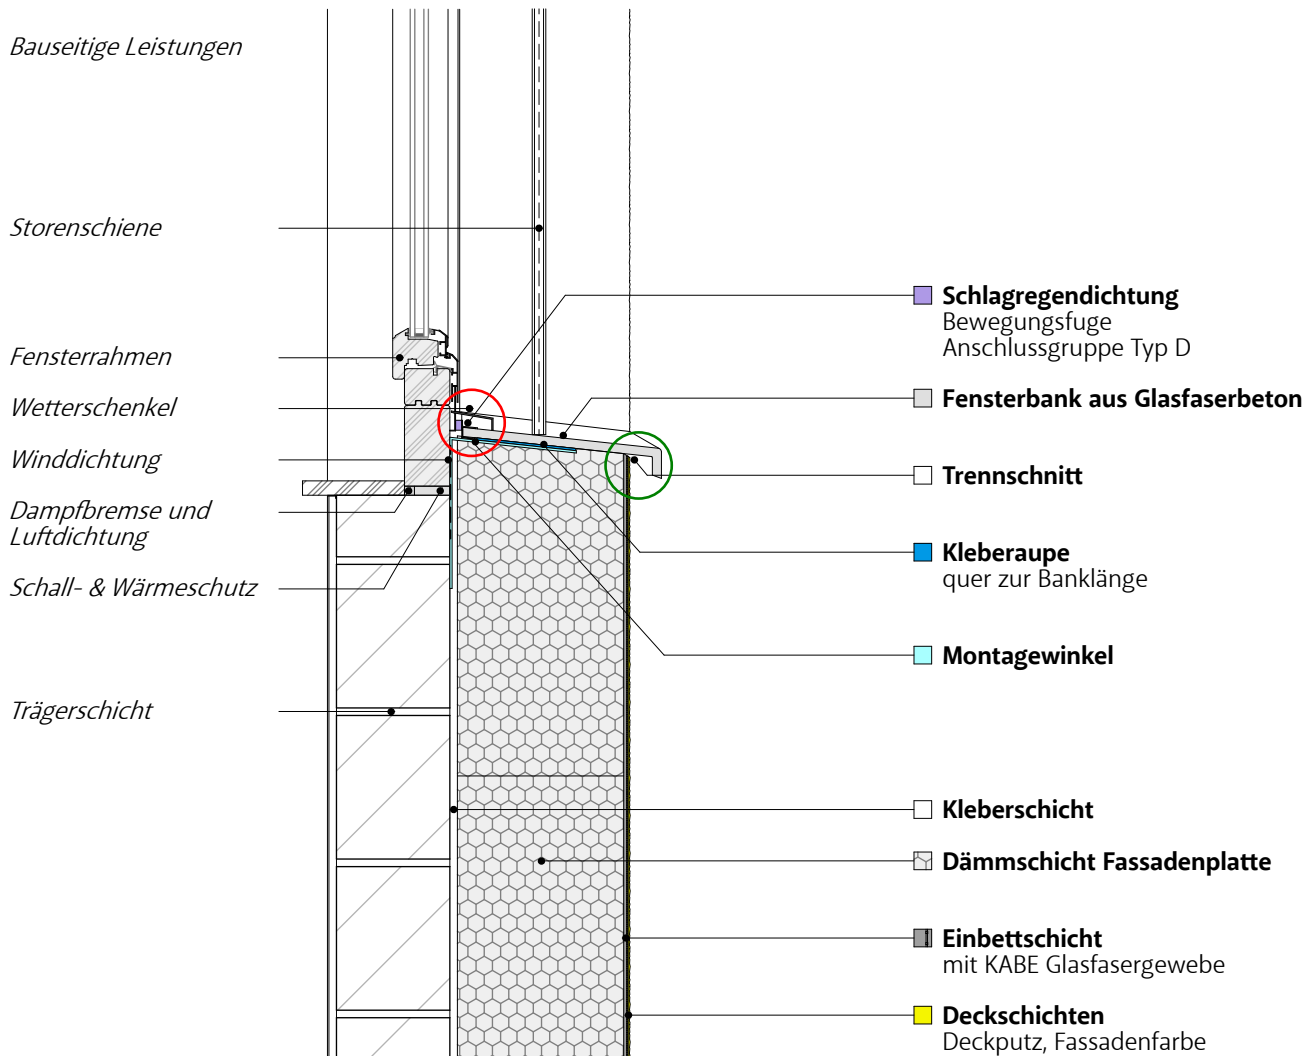 Bauseitige Leistungen
Storenschiene
Fensterrahmen
Wetterschenkel
Winddichtung
Dampfbremse und
Luftdichtung
Schall- & Wärmeschutz
Trägerschicht
Schlagregendichtung
Bewegungsfuge
Anschlussgruppe Typ D
Fensterbank aus Glasfaserbeton
Trennschnitt
Kleberaupe
quer zur Banklänge
Montagewinkel
Kleberschicht
Dämmschicht Fassadenplatte
Einbettschicht
mit KABE Glasfasergewebe
Deckschichten
Deckputz, Fassadenfarbe